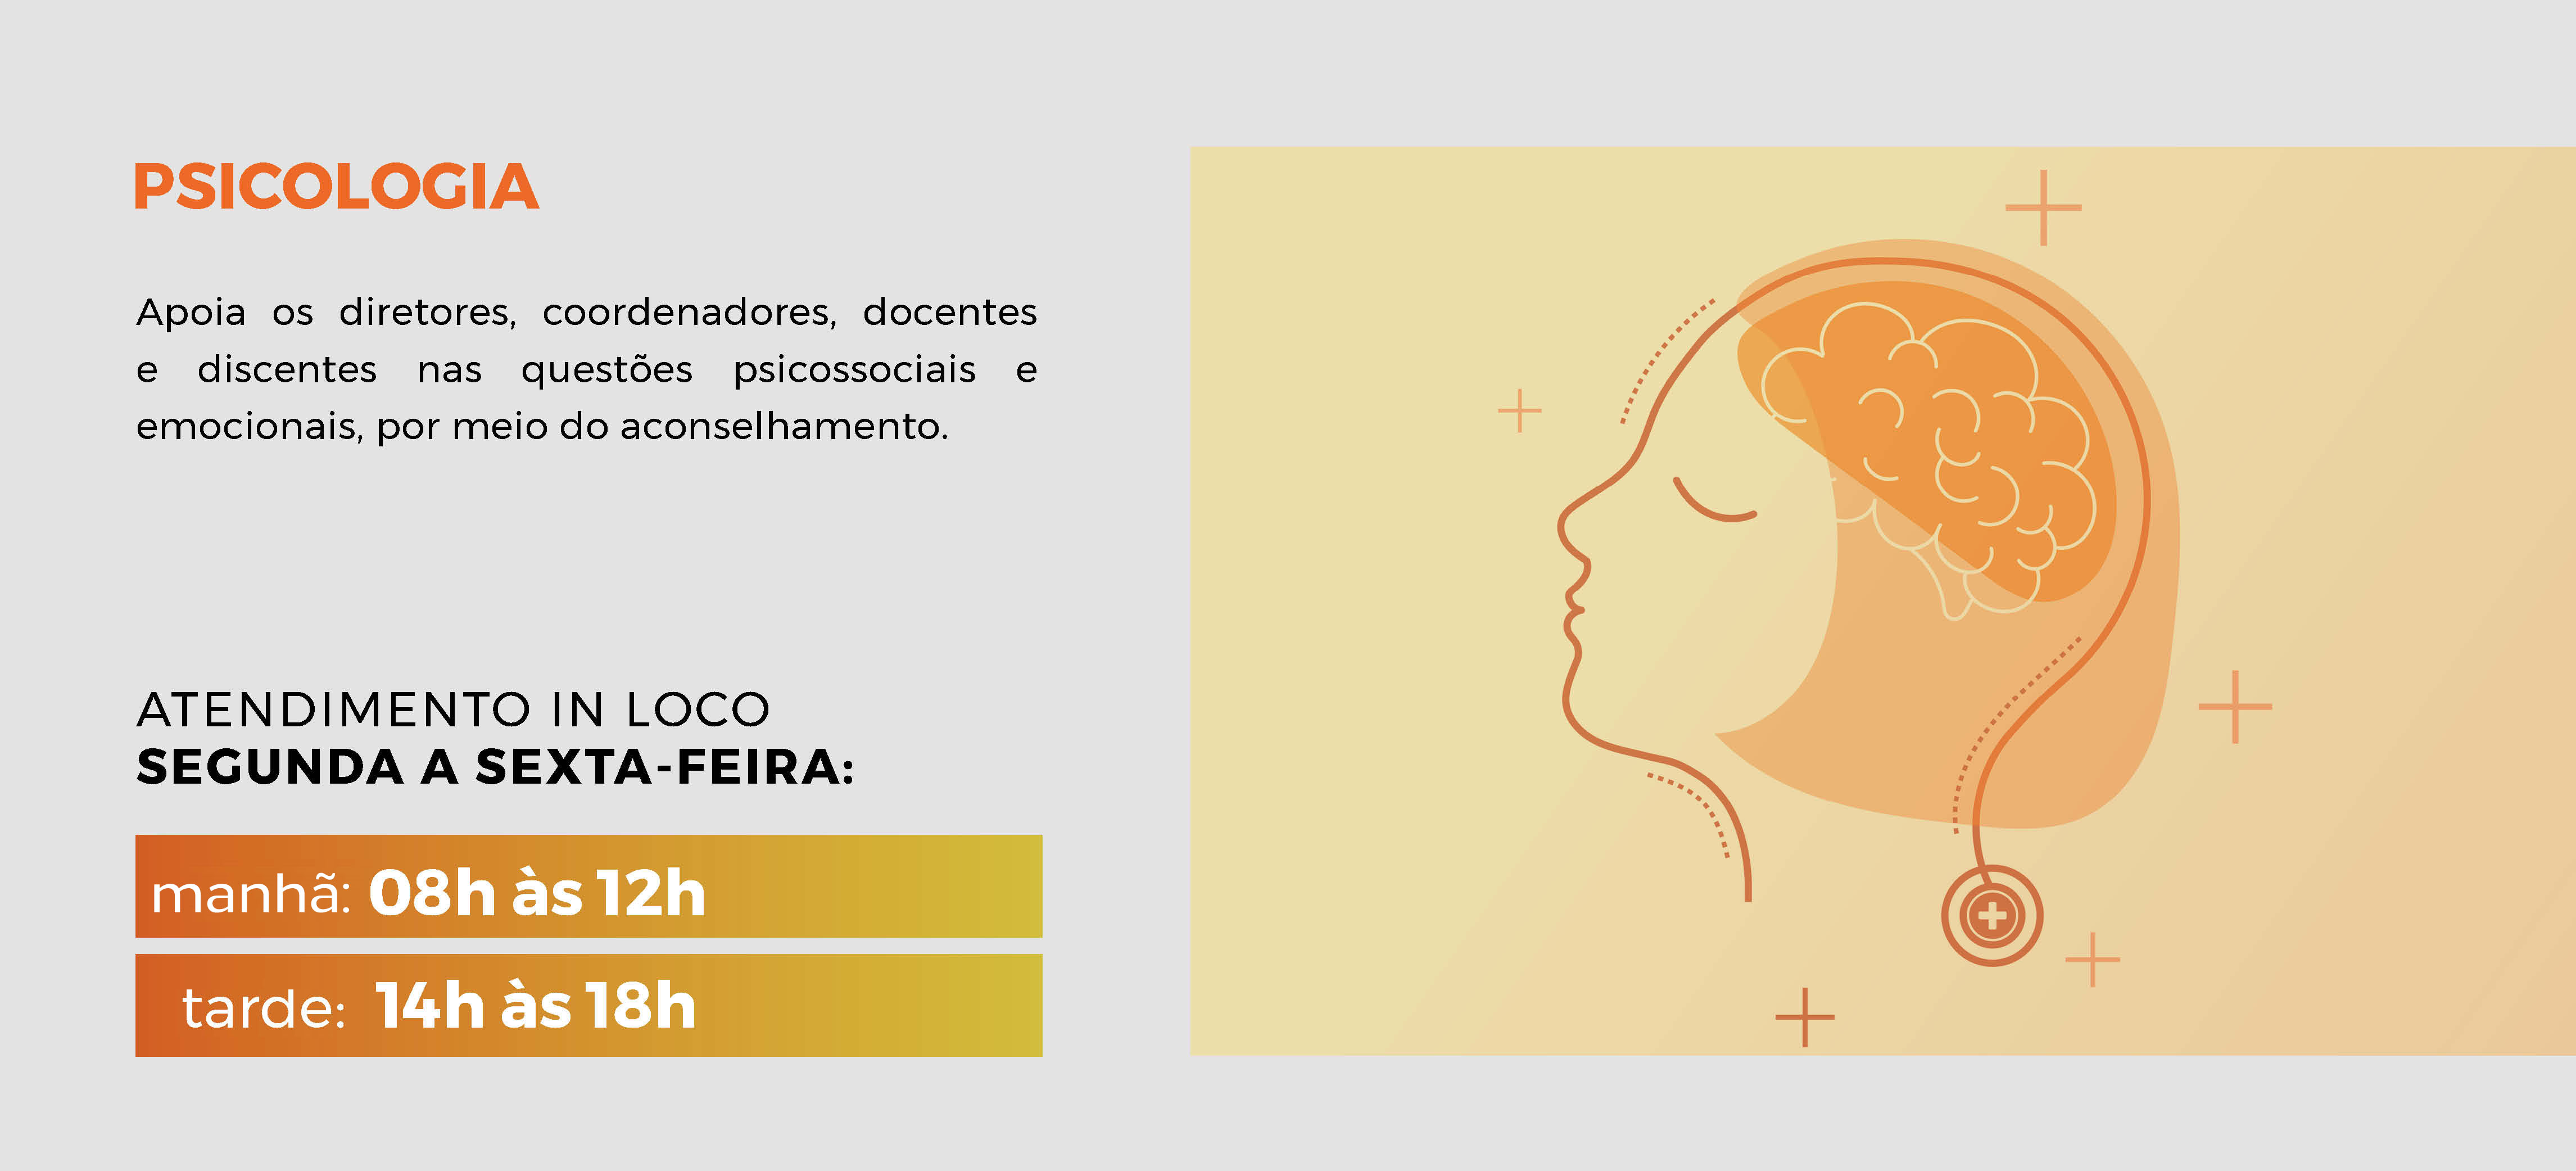 PSICOLOGIA
Apoia os diretores, coordenadores, docentes
e discentes nas questões psicossociais e
emocionais, por meio do aconselhamento.
ATENDIMENTO IN LOCO
SEGUNDA A SEXTA-FEIRA:
manhã: 08h às 12h
tarde: 14h às 18h